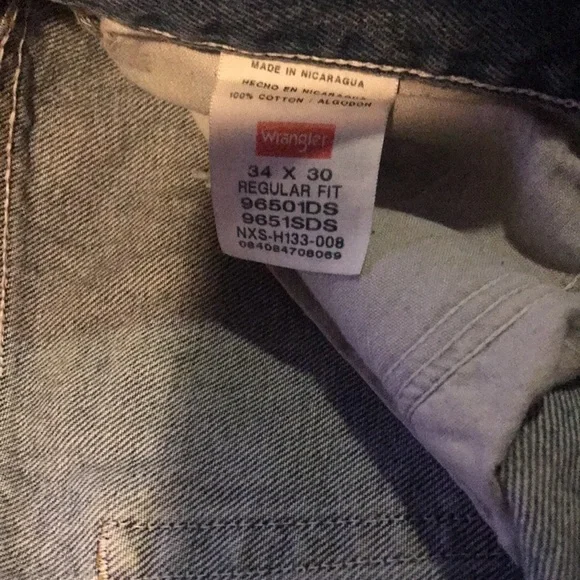 MADE IN NICARAGUA
HECHO EN NICARAGUA
100% COTTON / ALGODON
Wrangler
34 X 30
REGULAR FIT
96501DS
9651SDS
NXS-H133-008
084084708069